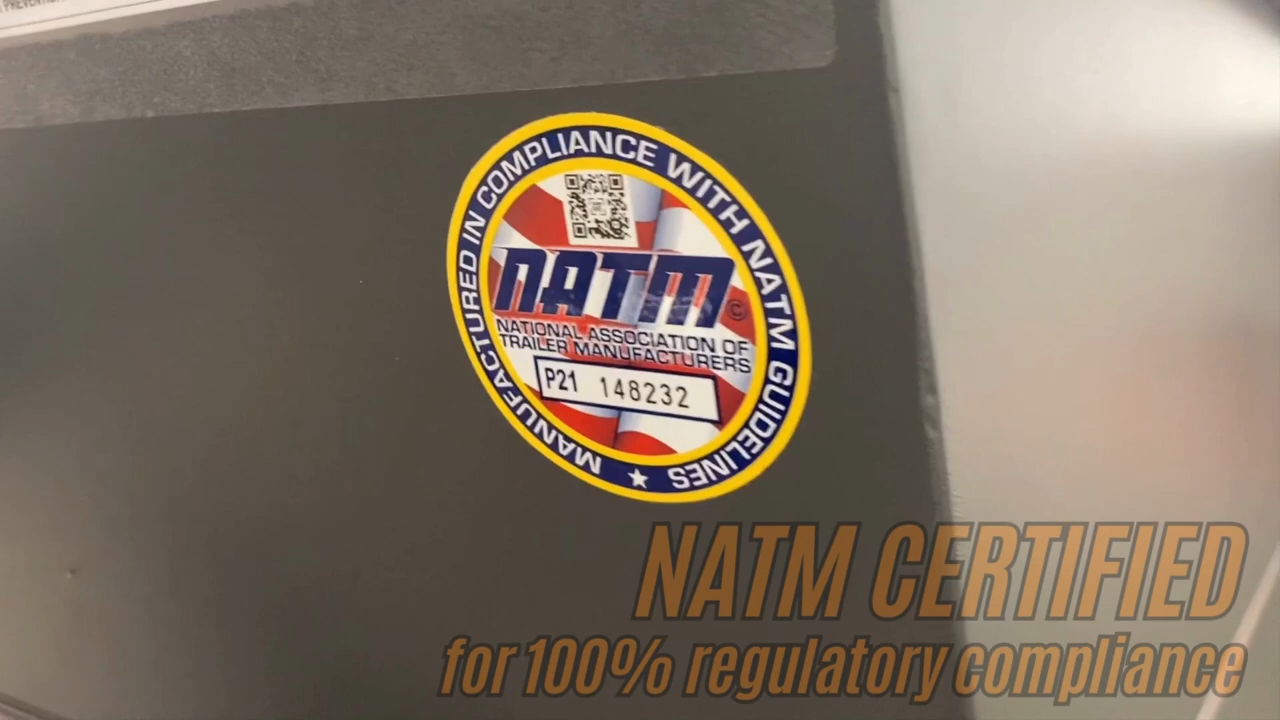 MANUFACTURED IN COMPLIANCE WITH NATM GUIDELINES
NATM ©
NATIONAL ASSOCIATION OF
TRAILER MANUFACTURERS
P21 148232
NATM CERTIFIED
for 100% regulatory compliance